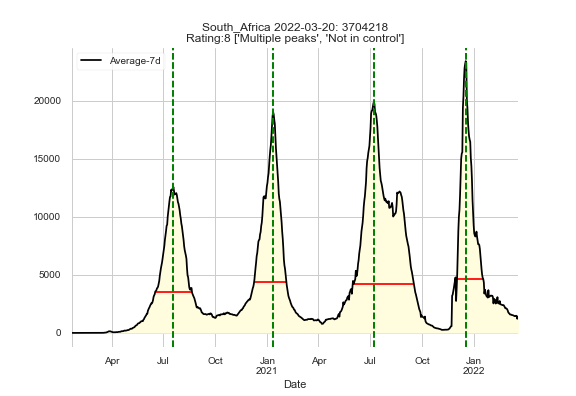 South_Africa 2022-03-20: 3704218
Rating:8 ['Multiple peaks', 'Not in control']
Average-7d
20000
15000
10000
5000
0
Apr
Jul
Oct
Jan
2021
Apr
Jul
Oct
Jan
2022
Date